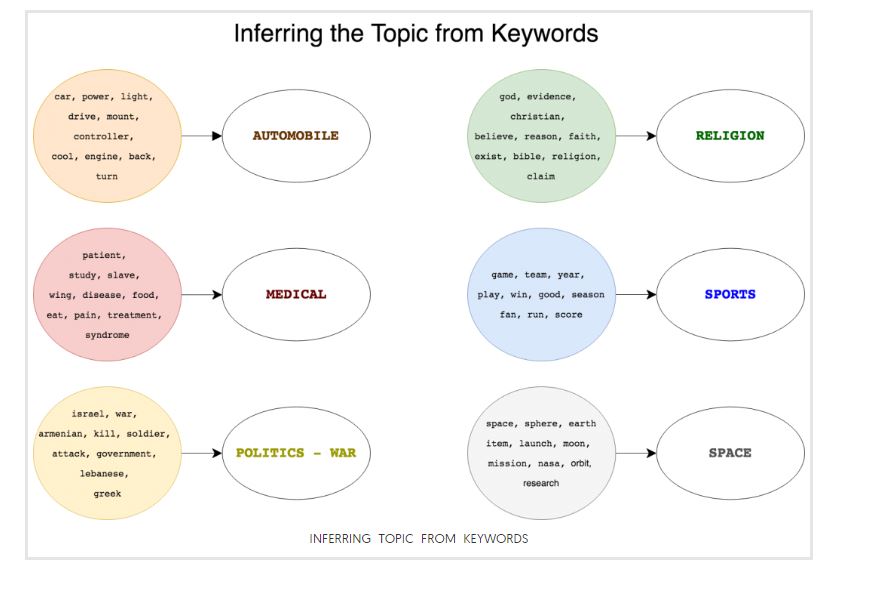 Inferring the Topic from Keywords
car, power, light,
drive, mount,
controller,
cool, engine, back,
turn
AUTOMOBILE
god, evidence,
christian,
believe, reason, faith,
exist, bible, religion,
claim
RELIGION
patient,
study, slave,
wing, disease, food,
eat, pain, treatment,
syndrome
MEDICAL
game, team, year,
play, win, good, season
fan, run, score
SPORTS
israel, war,
armenian, kill, soldier,
attack, government,
lebanese,
greek
POLITICS - WAR
space, sphere, earth
item, launch, moon,
mission, nasa, orbit,
research
SPACE
INFERRING TOPIC FROM KEYWORDS